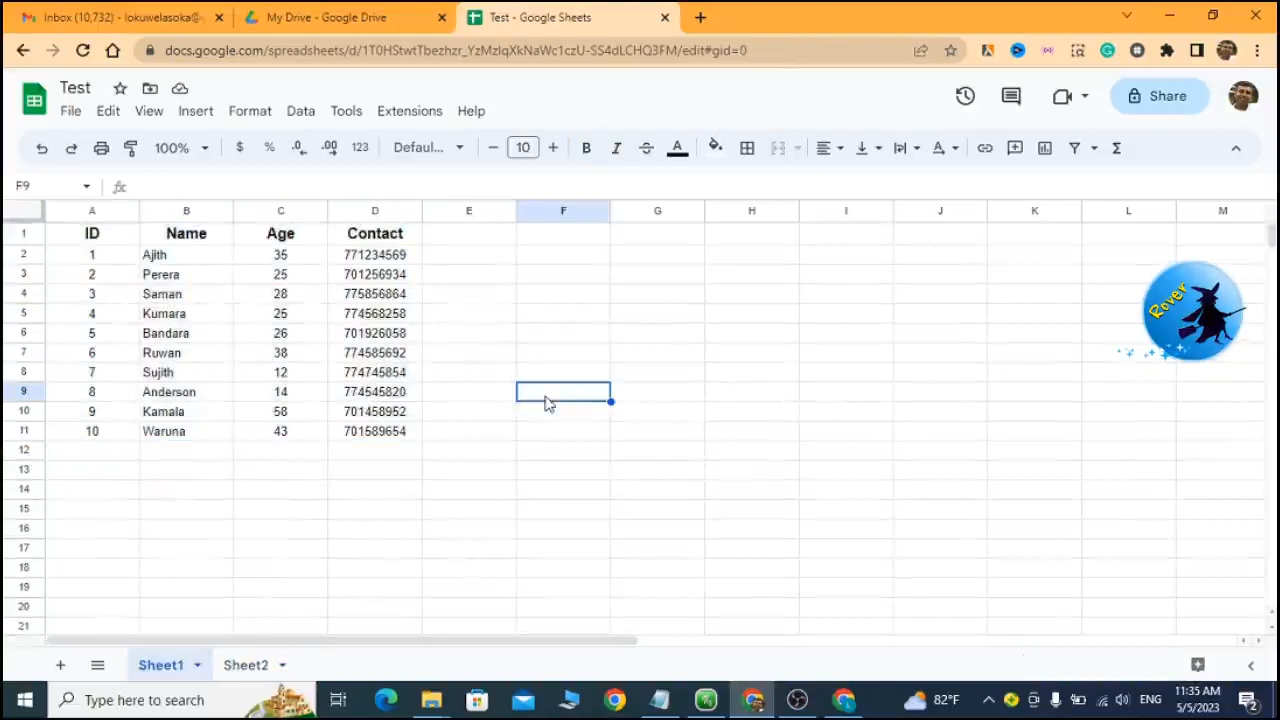 Inbox (10,732) - lokuwelasoka@g
My Drive - Google Drive
Test - Google Sheets
docs.google.com/spreadsheets/d/1T0HStwtTbezhzr_YzMzlqXkNaWc1czU-SS4dLCHQ3FM/edit#gid=0
Test
File Edit View Insert Format Data Tools Extensions Help
Share
100% $ % .0 .00 123 Defaul... 10 B I S A Σ
F9 fx
A B C D E F G H I J K L M
1 ID Name Age Contact
2 1 Ajith 35 771234569
3 2 Perera 25 701256934
4 3 Saman 28 775856864
5 4 Kumara 25 774568258
6 5 Bandara 26 701926058
7 6 Ruwan 38 774585692
8 7 Sujith 12 774745854
9 8 Anderson 14 774545820
10 9 Kamala 58 701458952
11 10 Waruna 43 701589654
12
13
14
15
16
17
18
19
20
21
Rover
Sheet1 Sheet2
Type here to search
82°F
ENG
11:35 AM
5/5/2023
2